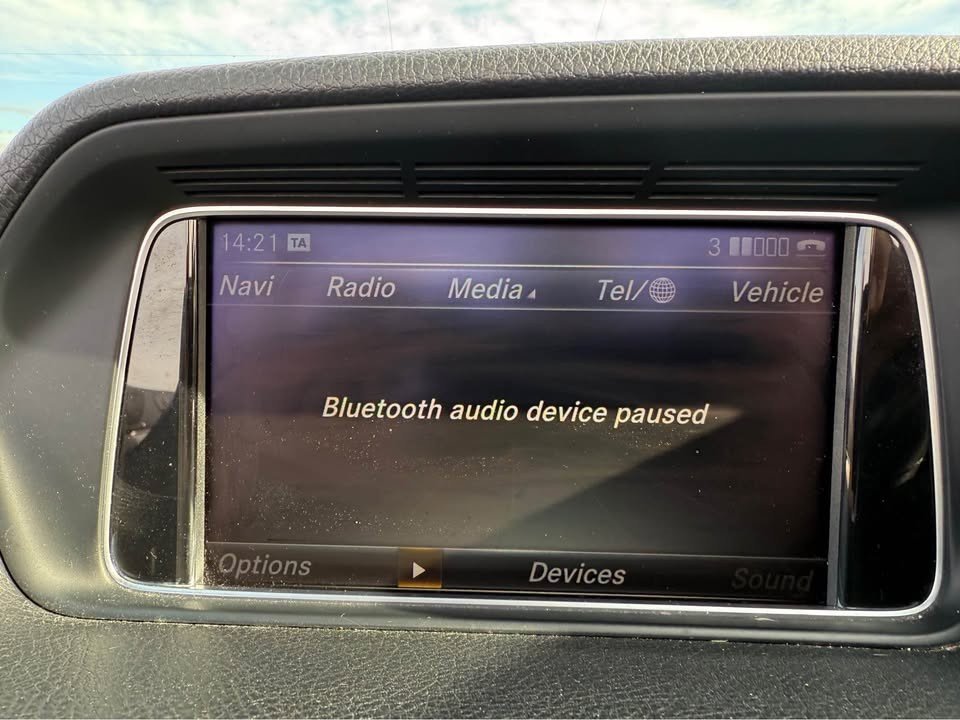 14:21 TA 3
Navi Radio Media Tel/ Vehicle
Bluetooth audio device paused
Options Devices Sound